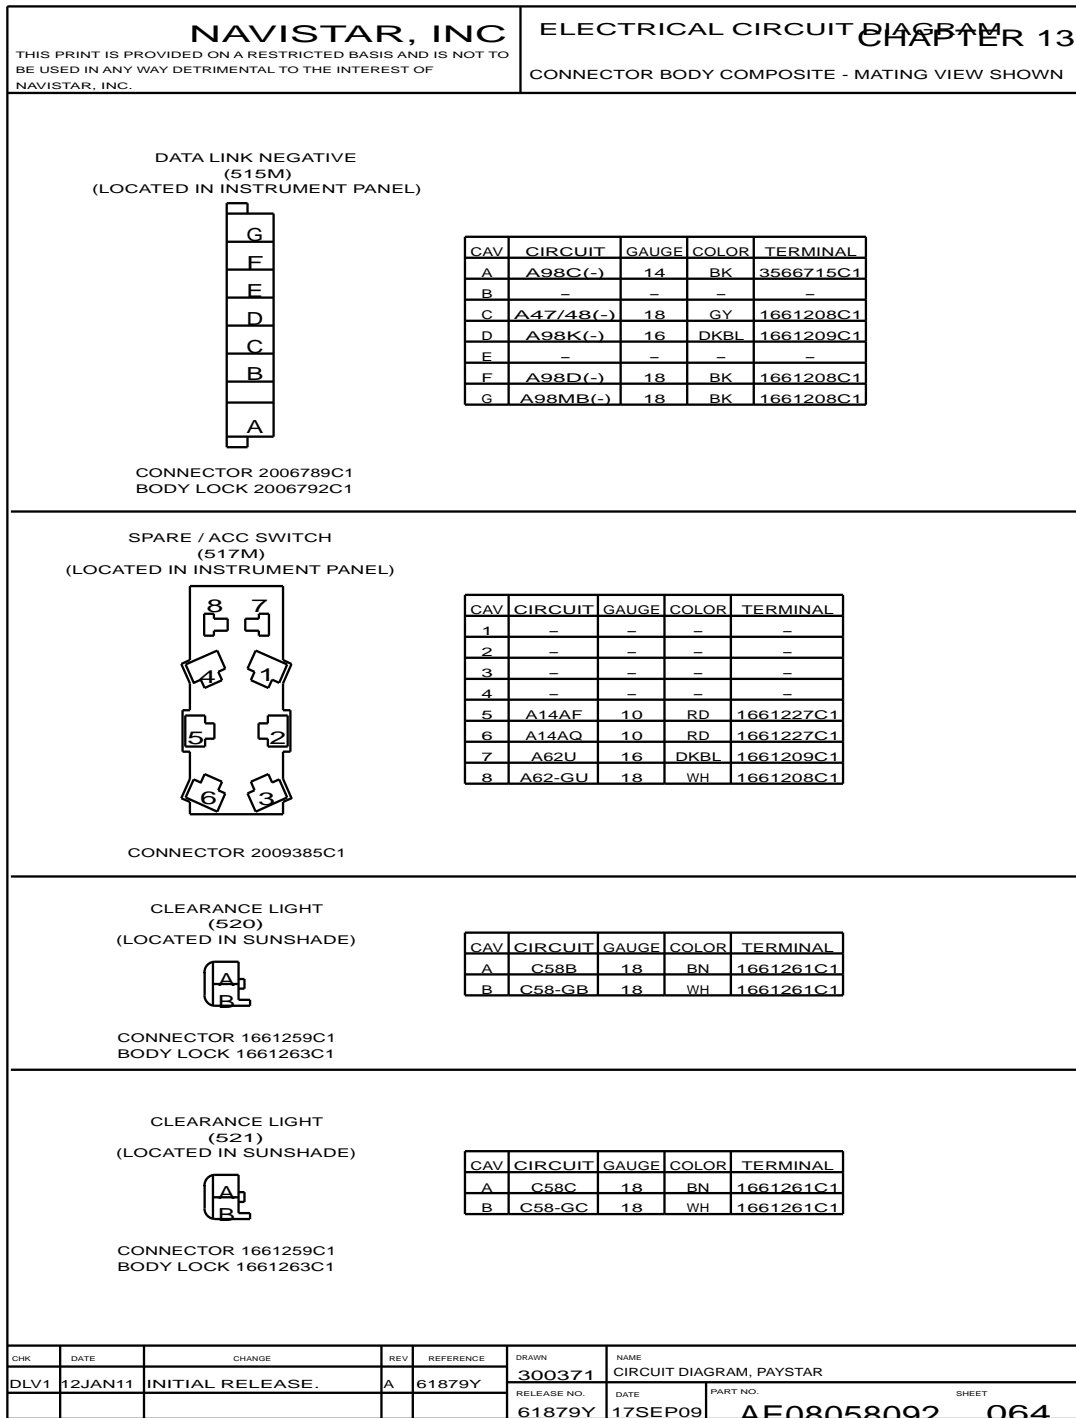 NAVISTAR, INC
THIS PRINT IS PROVIDED ON A RESTRICTED BASIS AND IS NOT TO
BE USED IN ANY WAY DETRIMENTAL TO THE INTEREST OF
NAVISTAR, INC.
ELECTRICAL CIRCUIT DIAGRAM
CHAPTER 13
CONNECTOR BODY COMPOSITE - MATING VIEW SHOWN
DATA LINK NEGATIVE
(515M)
(LOCATED IN INSTRUMENT PANEL)
G
F
E
D
C
B
A
CONNECTOR 2006789C1
BODY LOCK 2006792C1
CAV CIRCUIT GAUGE COLOR TERMINAL
A A98C(-) 14 BK 3566715C1
B – – – –
C A47/48(-) 18 GY 1661208C1
D A98K(-) 16 DKBL 1661209C1
E – – – –
F A98D(-) 18 BK 1661208C1
G A98MB(-) 18 BK 1661208C1
SPARE / ACC SWITCH
(517M)
(LOCATED IN INSTRUMENT PANEL)
8 7
4 1
5 2
6 3
CONNECTOR 2009385C1
CAV CIRCUIT GAUGE COLOR TERMINAL
1 – – – –
2 – – – –
3 – – – –
4 – – – –
5 A14AF 10 RD 1661227C1
6 A14AQ 10 RD 1661227C1
7 A62U 16 DKBL 1661209C1
8 A62-GU 18 WH 1661208C1
CLEARANCE LIGHT
(520)
(LOCATED IN SUNSHADE)
A
B
CONNECTOR 1661259C1
BODY LOCK 1661263C1
CAV CIRCUIT GAUGE COLOR TERMINAL
A C58B 18 BN 1661261C1
B C58-GB 18 WH 1661261C1
CLEARANCE LIGHT
(521)
(LOCATED IN SUNSHADE)
A
B
CONNECTOR 1661259C1
BODY LOCK 1661263C1
CAV CIRCUIT GAUGE COLOR TERMINAL
A C58C 18 BN 1661261C1
B C58-GC 18 WH 1661261C1
CHK DATE CHANGE REV REFERENCE
DLV1 12JAN11 INITIAL RELEASE. A 61879Y
DRAWN
300371
NAME
CIRCUIT DIAGRAM, PAYSTAR
RELEASE NO.
61879Y
DATE
17SEP09
PART NO.
AE08058092
SHEET
064